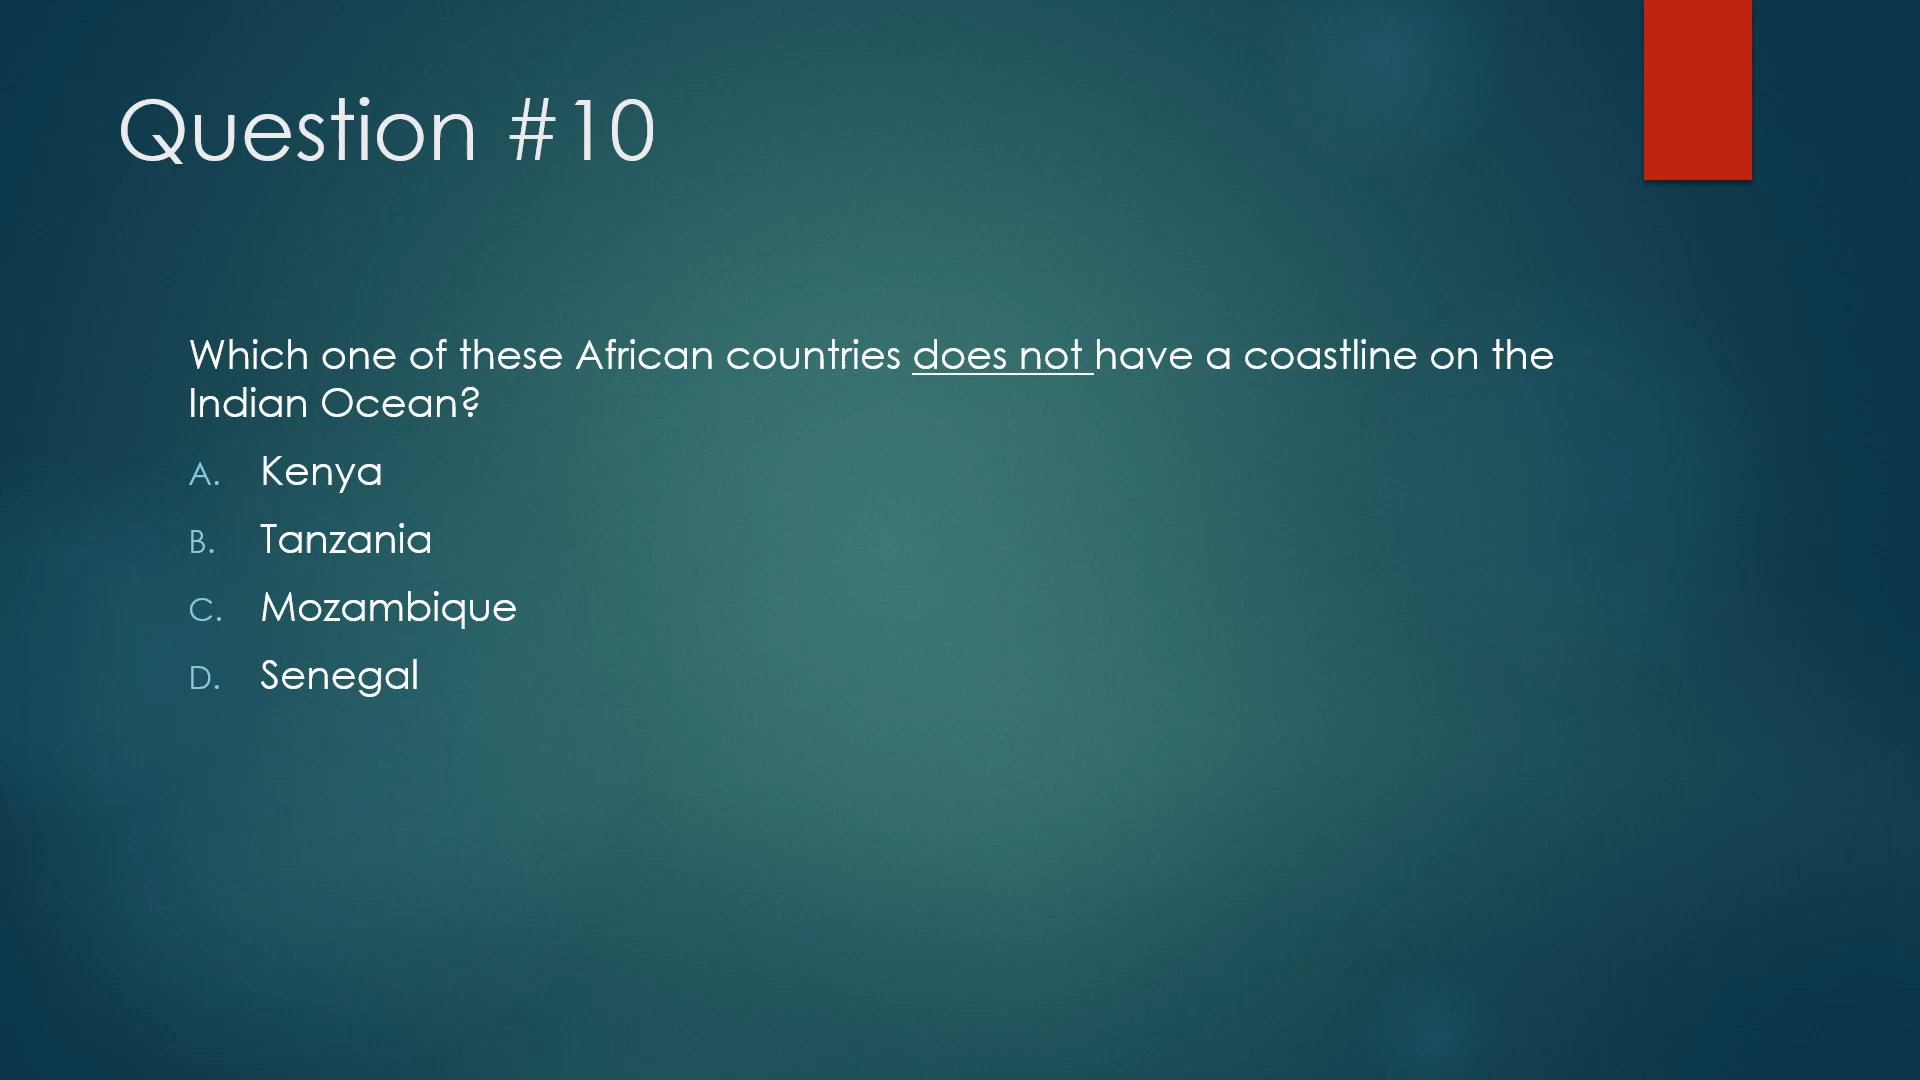 Question #10
Which one of these African countries does not have a coastline on the
Indian Ocean?
A. Kenya
B. Tanzania
C. Mozambique
D. Senegal